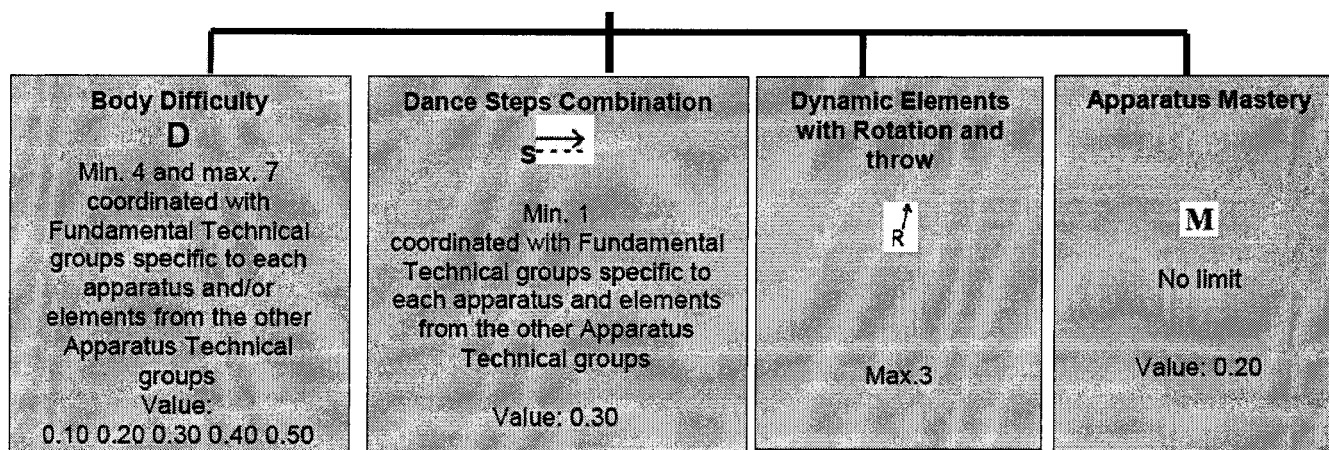 Body Difficulty
D
Min. 4 and max. 7
coordinated with
Fundamental Technical
groups specific to each
apparatus and/or
elements from the other
Apparatus Technical
groups
Value:
0.10 0.20 0.30 0.40 0.50
Dance Steps Combination
S
Min. 1
coordinated with Fundamental
Technical groups specific to
each apparatus and elements
from the other Apparatus
Technical groups
Value: 0.30
Dynamic Elements
with Rotation and
throw
R
Max.3
Apparatus Mastery
M
No limit
Value: 0.20